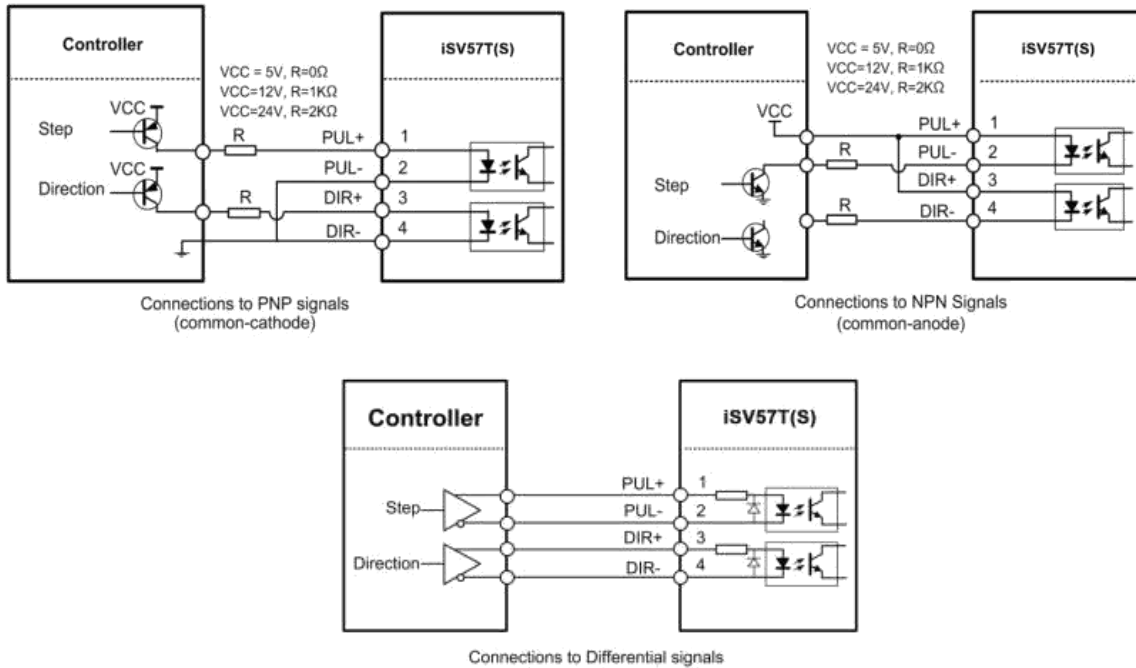 Controller
iSV57T(S)
VCC = 5V, R=0Ω
VCC=12V, R=1KΩ
VCC=24V, R=2KΩ
VCC
Step
R
PUL+
1
VCC
PUL-
2
Direction
R
DIR+
3
DIR-
4
Connections to PNP signals
(common-cathode)
Controller
iSV57T(S)
VCC = 5V, R=0Ω
VCC=12V, R=1KΩ
VCC=24V, R=2KΩ
VCC
PUL+
1
R
PUL-
2
Step
DIR+
3
R
DIR-
4
Direction
Connections to NPN Signals
(common-anode)
Controller
iSV57T(S)
PUL+
1
Step
PUL-
2
DIR+
3
Direction
DIR-
4
Connections to Differential signals